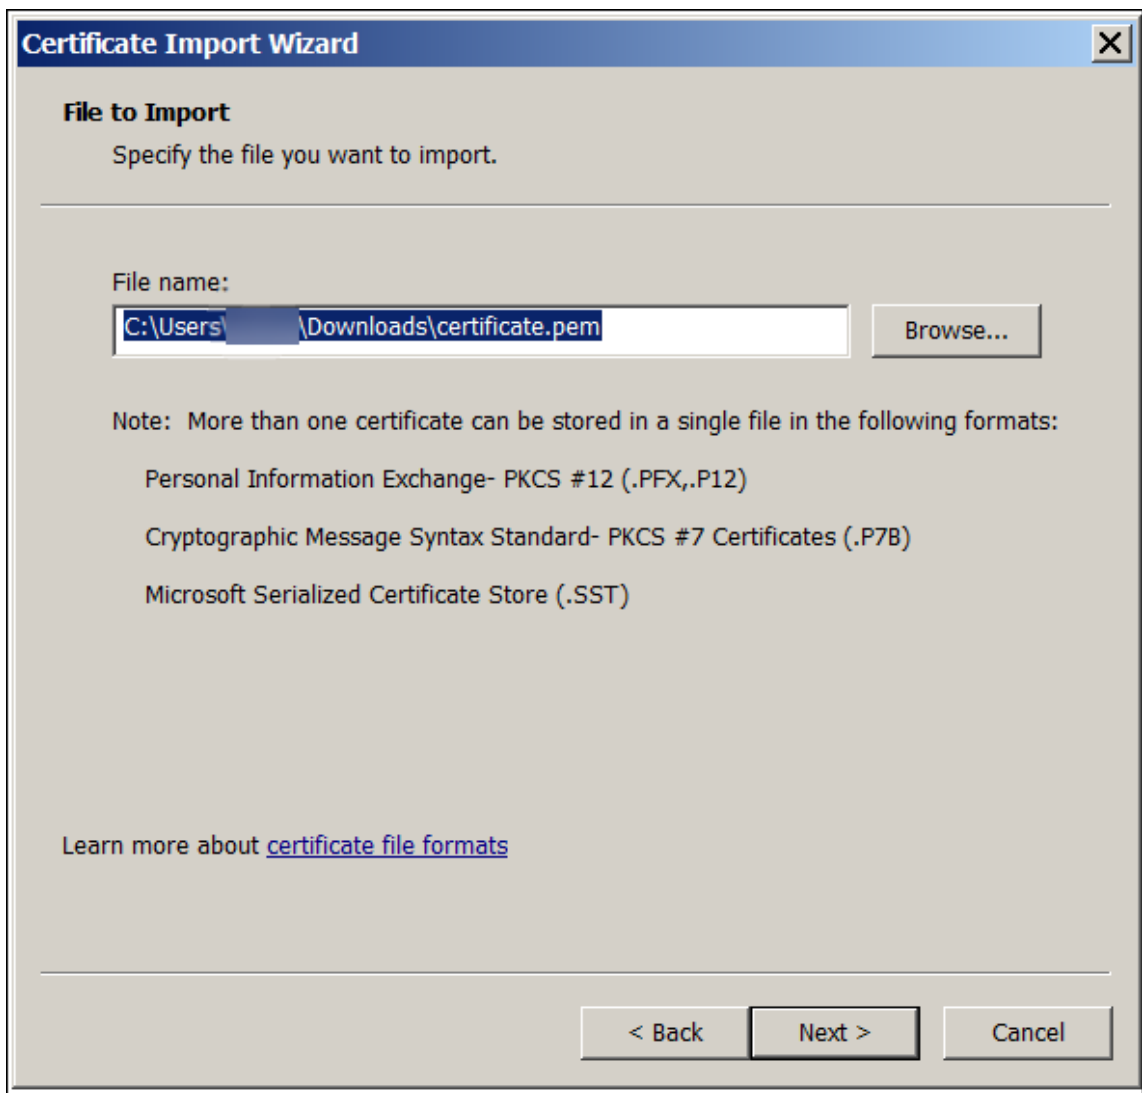 Certificate Import Wizard
File to Import
Specify the file you want to import.
File name:
C:\Users\ \Downloads\certificate.pem
Browse...
Note: More than one certificate can be stored in a single file in the following formats:
Personal Information Exchange- PKCS #12 (.PFX,.P12)
Cryptographic Message Syntax Standard- PKCS #7 Certificates (.P7B)
Microsoft Serialized Certificate Store (.SST)
Learn more about certificate file formats
< Back
Next >
Cancel